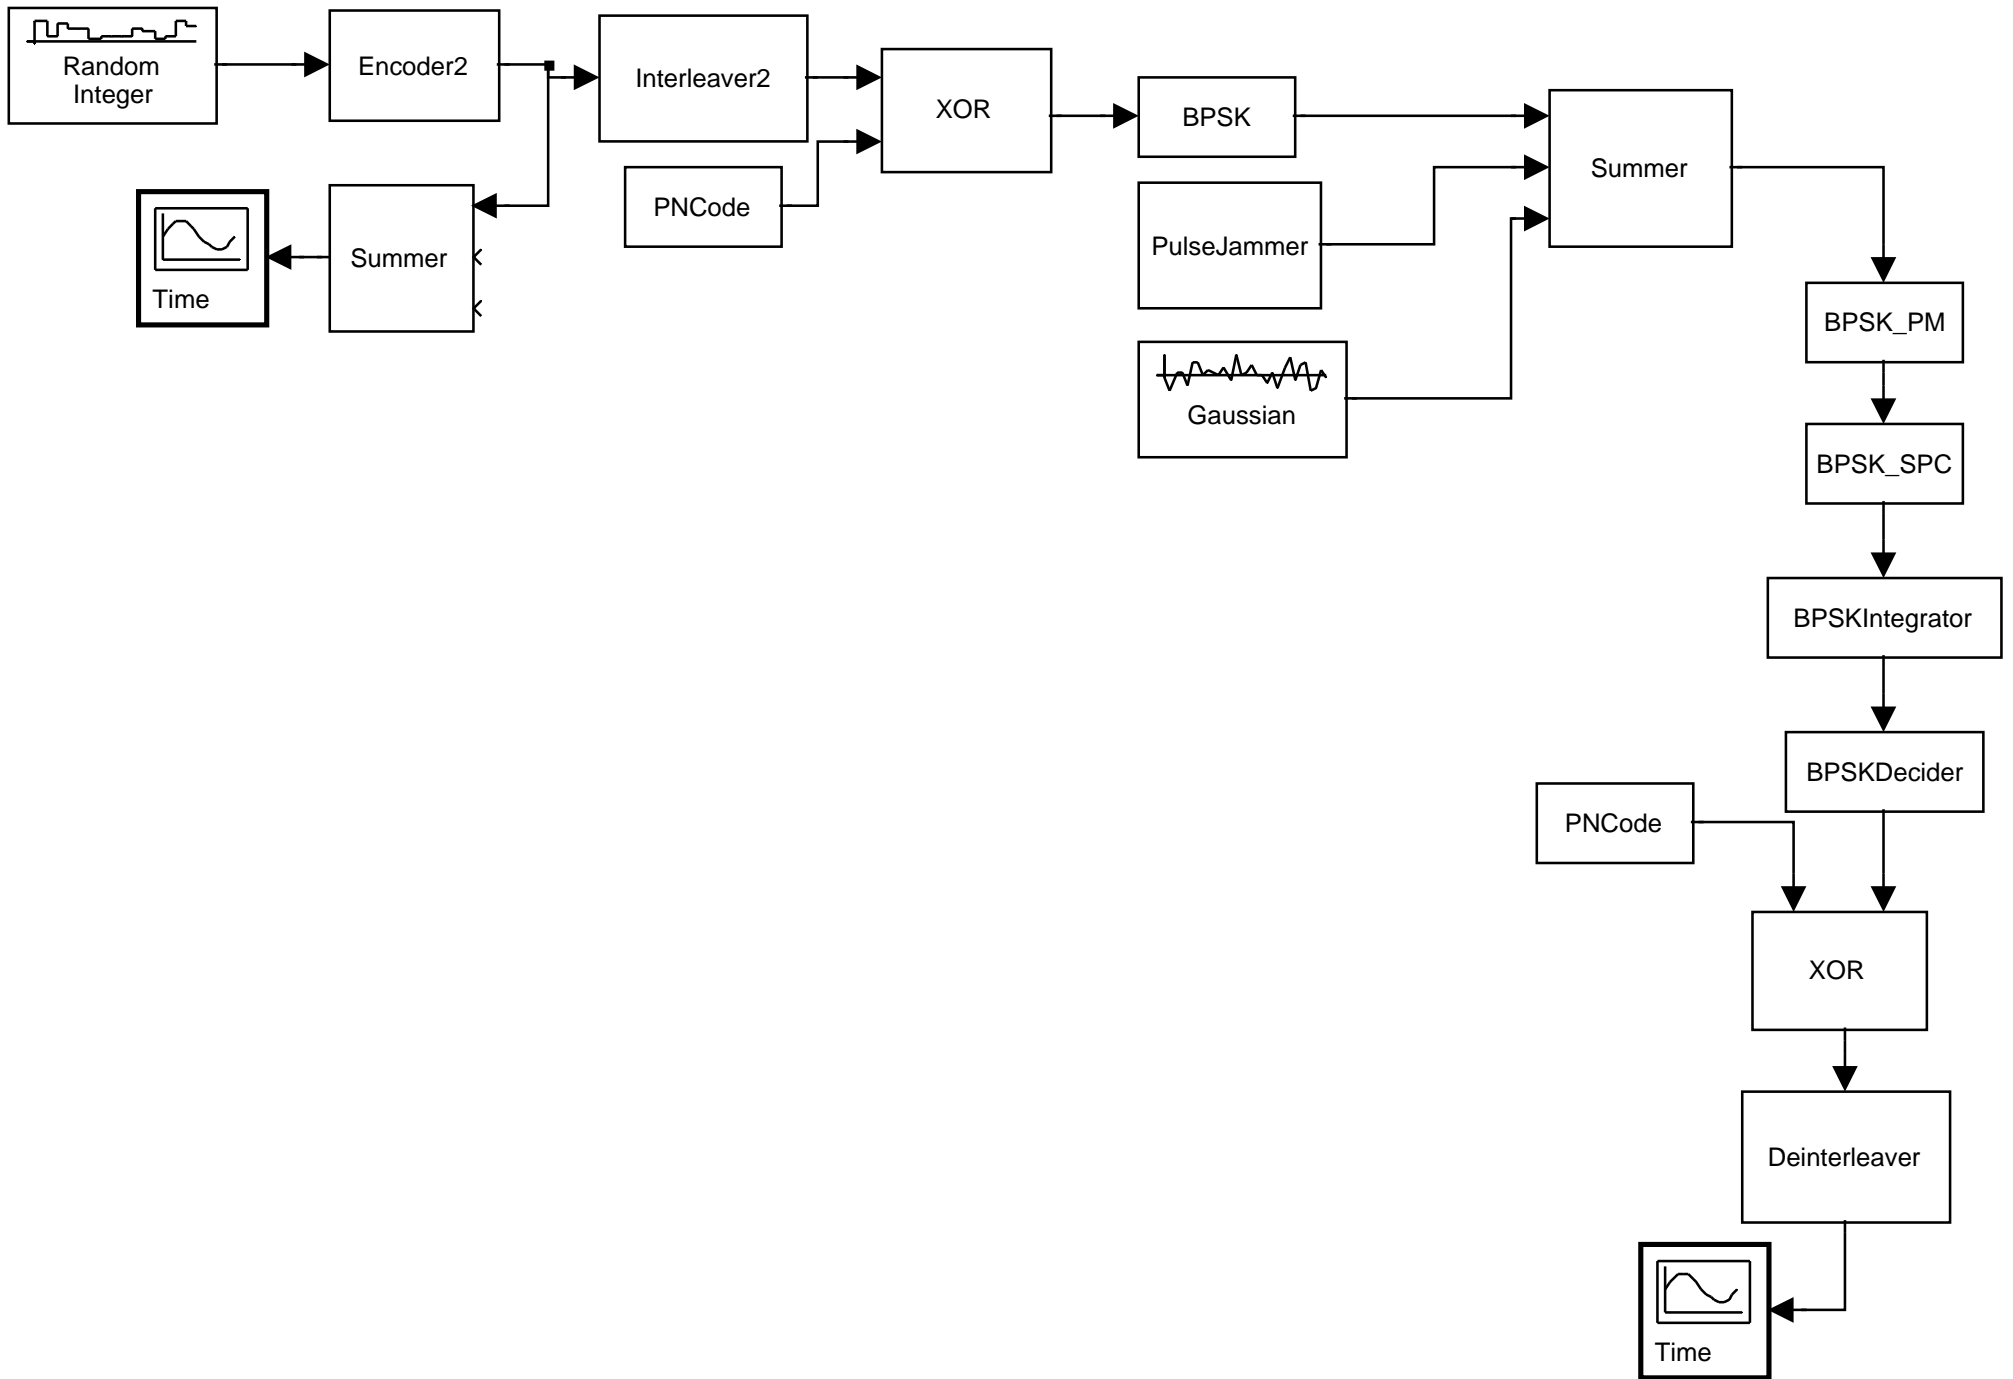 Random
Integer
Encoder2
Interleaver2
XOR
BPSK
Summer
PNCode
PulseJammer
Summer
Time
BPSK_PM
Gaussian
BPSK_SPC
BPSKIntegrator
BPSKDecider
PNCode
XOR
Deinterleaver
Time